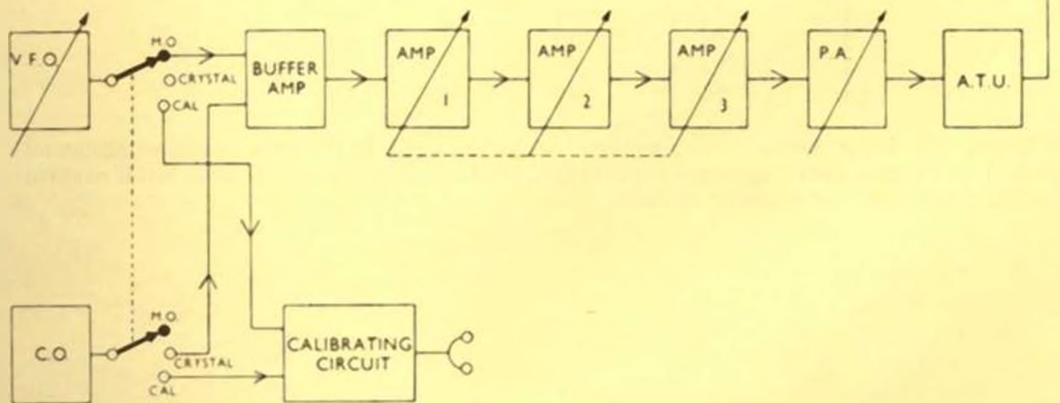 V.F.O.
M.O.
CRYSTAL
CAL
BUFFER
AMP
AMP
1
AMP
2
AMP
3
P.A.
A.T.U.
C.O.
M.O.
CRYSTAL
CAL
CALIBRATING
CIRCUIT